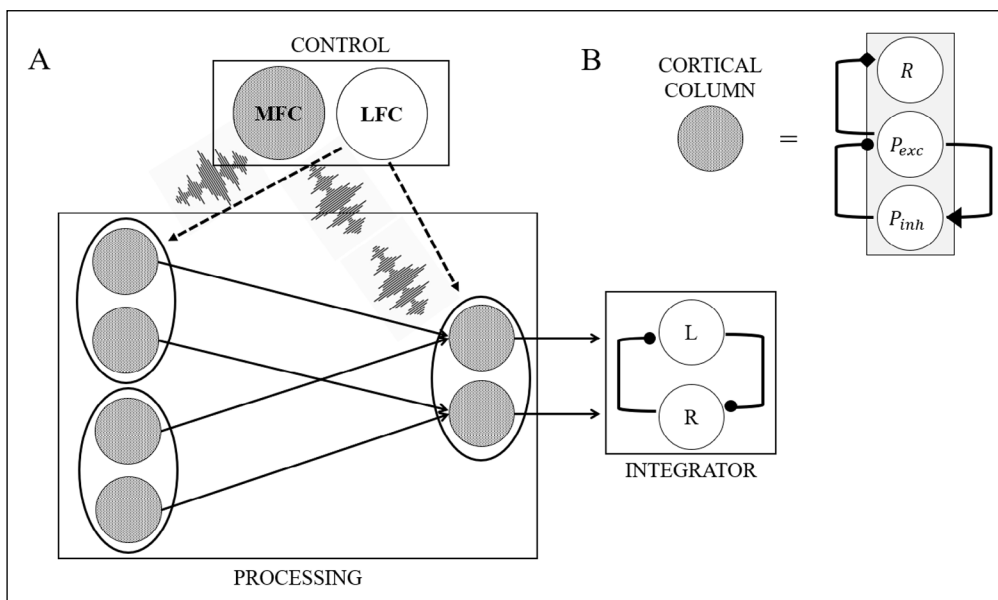 A
CONTROL
MFC
LFC
PROCESSING
L
R
INTEGRATOR
B
CORTICAL
COLUMN
=
R
P_exc
P_inh